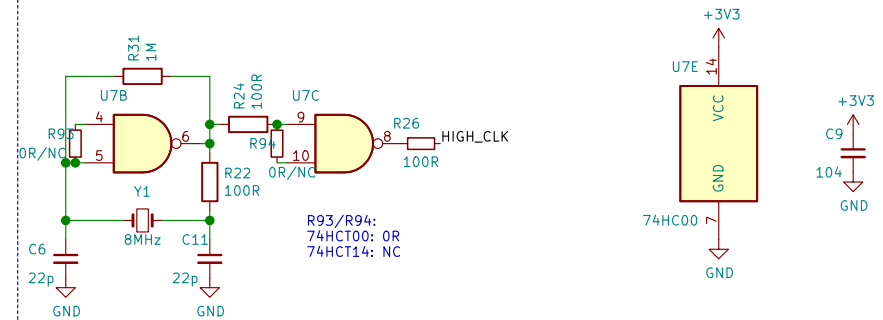 +3V3
R31
1M
U7E
14
U7B
R24
100R
U7C
VCC
+3V3
4
9
R93
6
R94
8
R26
HIGH_CLK
C9
0R/NC
5
10
100R
0R/NC
104
Y1
R22
100R
GND
GND
8MHz
C11
R93/R94:
74HCT00: 0R
74HCT14: NC
74HC00
7
C6
22p
22p
GND
GND
GND